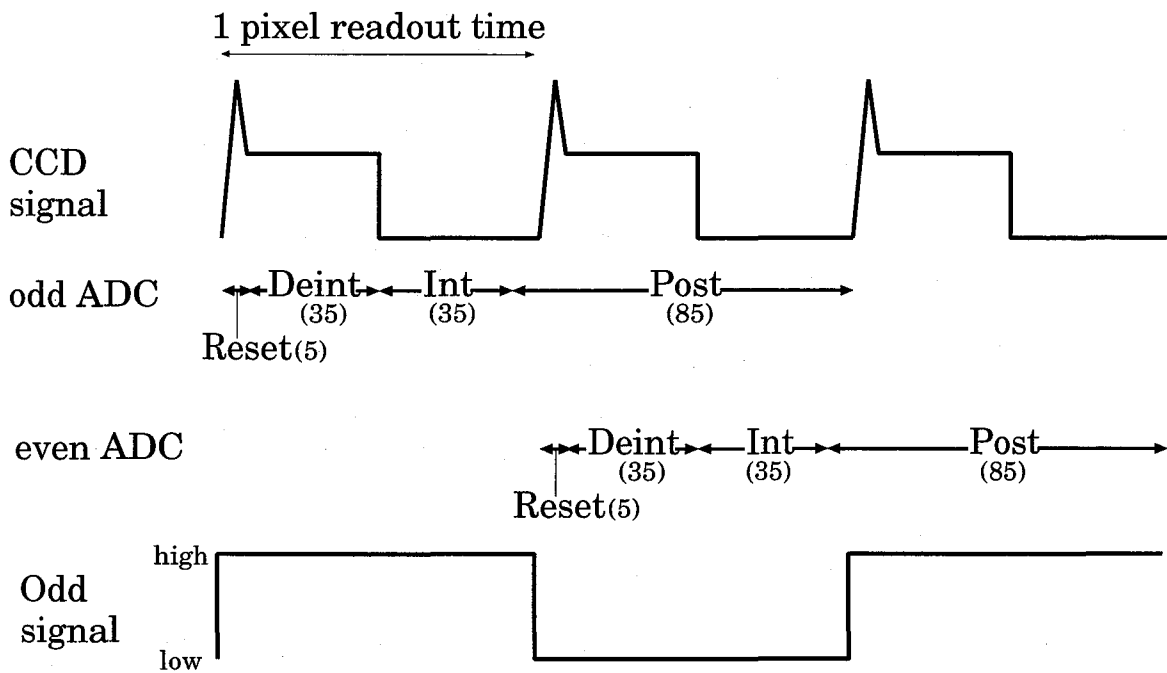 1 pixel readout time
CCD
signal
odd ADC
Deint
(35)
Int
(35)
Post
(85)
Reset(5)
even ADC
Deint
(35)
Int
(35)
Post
(85)
Reset(5)
high
Odd
signal
low